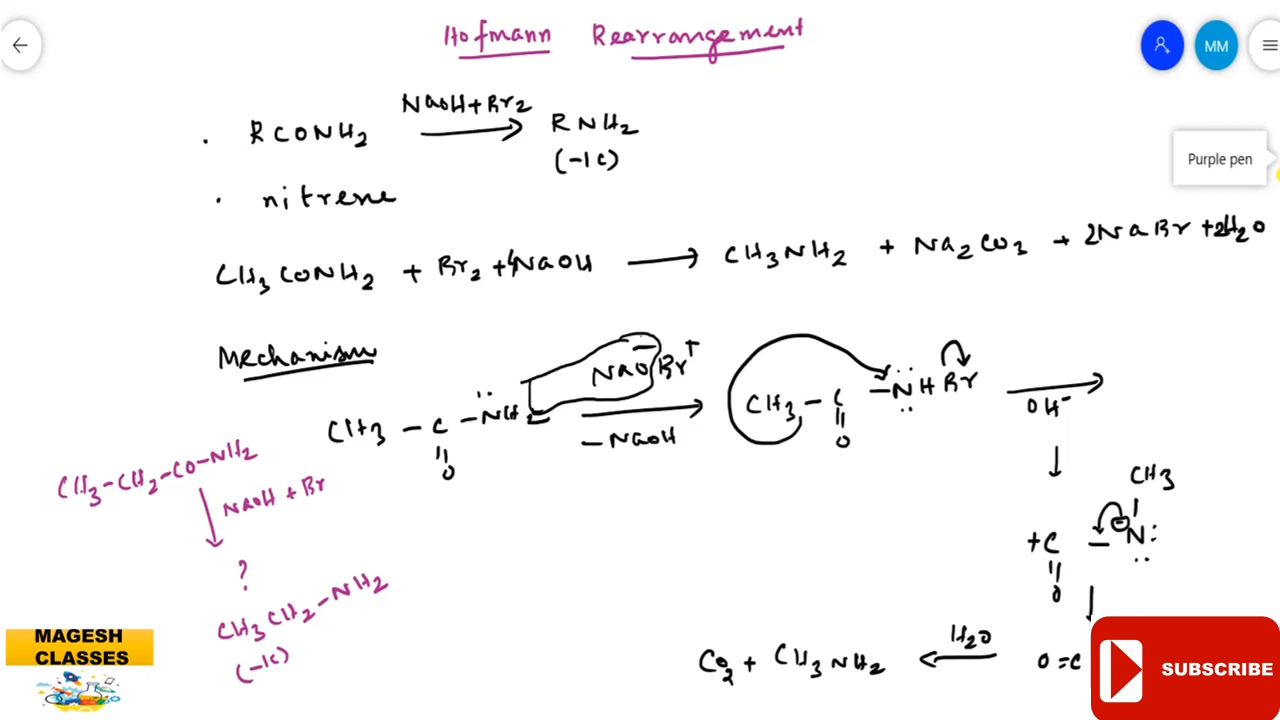 Hofmann Rearrangement
MM
Purple pen
NaOH+Br2
. RCONH2 ⟶ RNH2
(-1C)
. nitrene
CH3CONH2 + Br2 + 4NaOH ⟶ CH3NH2 + Na2CO3 + 2NaBr + 2H2O
Mechanism
NaO⁻ Br⁺
CH3 - C - N̈H2 ⟶ CH3 - C - NHBr ⟶
- NaOH
OH⁻
O
O
CH3-CH2-CO-NH2
NaOH + Br
?
CH3CH2-NH2
(-1C)
CH3
+C - N:
O
O=C
H2O
CO2 + CH3NH2 ⟵
MAGESH
CLASSES
SUBSCRIBE